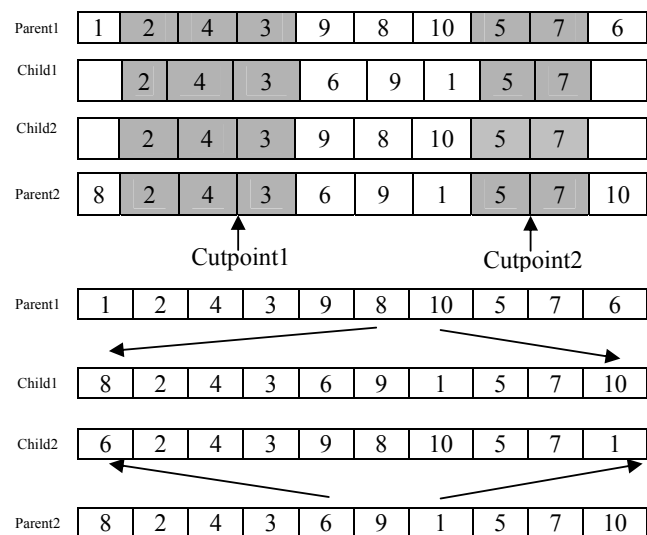 Parent1 1 2 4 3 9 8 10 5 7 6
Child1 2 4 3 6 9 1 5 7
Child2 2 4 3 9 8 10 5 7
Parent2 8 2 4 3 6 9 1 5 7 10
Cutpoint1 Cutpoint2
Parent1 1 2 4 3 9 8 10 5 7 6
Child1 8 2 4 3 6 9 1 5 7 10
Child2 6 2 4 3 9 8 10 5 7 1
Parent2 8 2 4 3 6 9 1 5 7 10